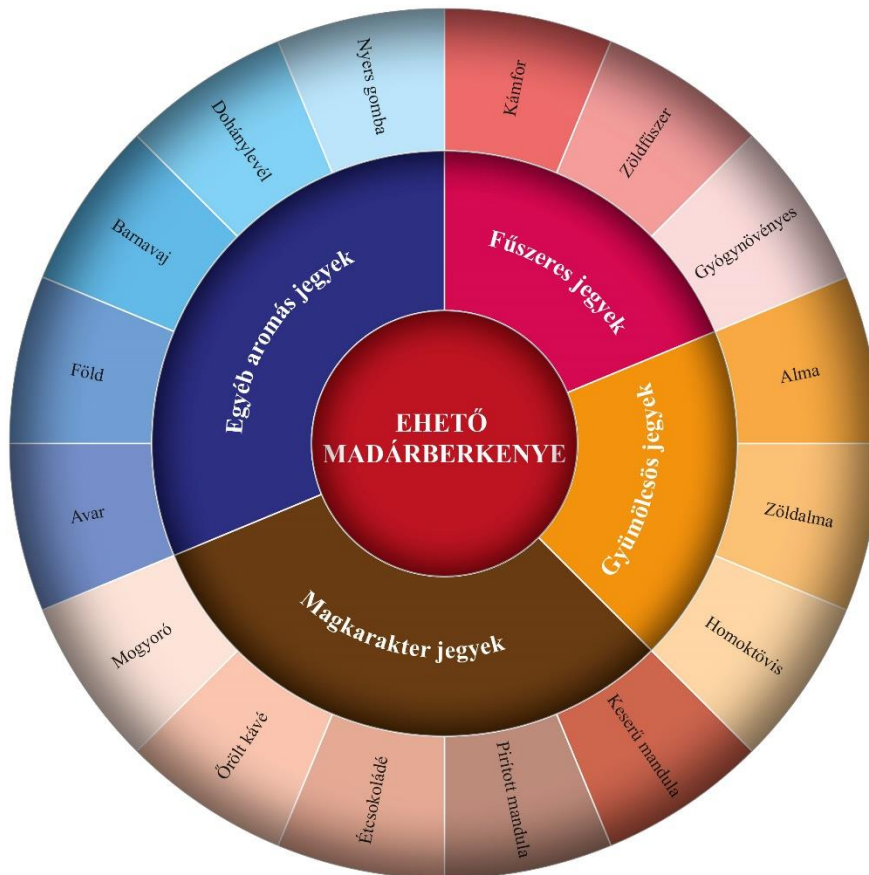 EHETŐ
MADÁRBERKENYE
Fűszeres jegyek
Kámfor
Zöldfűszer
Gyógynövényes
Gyümölcsös jegyek
Alma
Zöldalma
Homoktövis
Magkarakter jegyek
Keserű mandula
Pirított mandula
Étcsokoládé
Őrölt kávé
Mogyoró
Egyéb aromás jegyek
Avar
Föld
Barnavaj
Dohánylevél
Nyers gomba